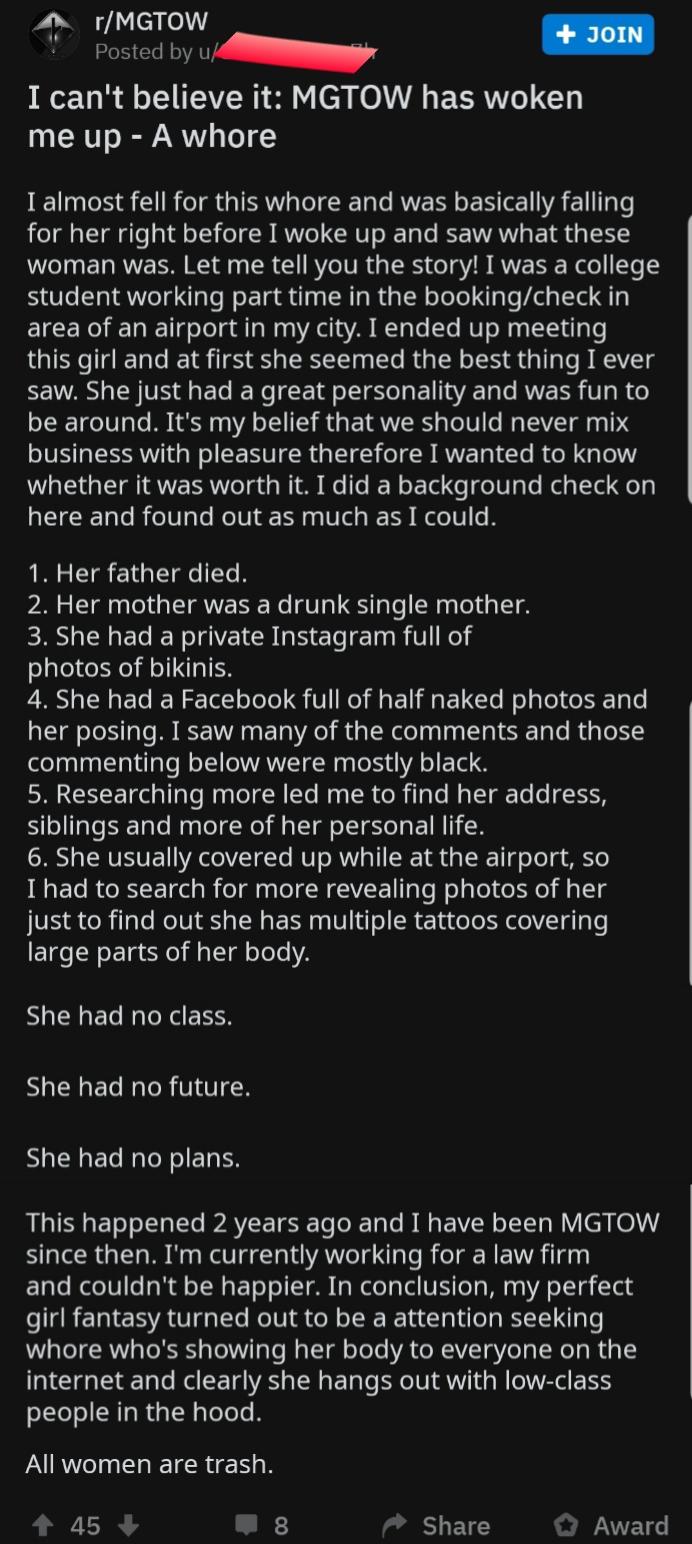 r/MGTOW
Posted by u/
+ JOIN
I can't believe it: MGTOW has woken
me up - A whore
I almost fell for this whore and was basically falling
for her right before I woke up and saw what these
woman was. Let me tell you the story! I was a college
student working part time in the booking/check in
area of an airport in my city. I ended up meeting
this girl and at first she seemed the best thing I ever
saw. She just had a great personality and was fun to
be around. It's my belief that we should never mix
business with pleasure therefore I wanted to know
whether it was worth it. I did a background check on
here and found out as much as I could.
1. Her father died.
2. Her mother was a drunk single mother.
3. She had a private Instagram full of
photos of bikinis.
4. She had a Facebook full of half naked photos and
her posing. I saw many of the comments and those
commenting below were mostly black.
5. Researching more led me to find her address,
siblings and more of her personal life.
6. She usually covered up while at the airport, so
I had to search for more revealing photos of her
just to find out she has multiple tattoos covering
large parts of her body.
She had no class.
She had no future.
She had no plans.
This happened 2 years ago and I have been MGTOW
since then. I'm currently working for a law firm
and couldn't be happier. In conclusion, my perfect
girl fantasy turned out to be a attention seeking
whore who's showing her body to everyone on the
internet and clearly she hangs out with low-class
people in the hood.
All women are trash.
45 8 Share Award